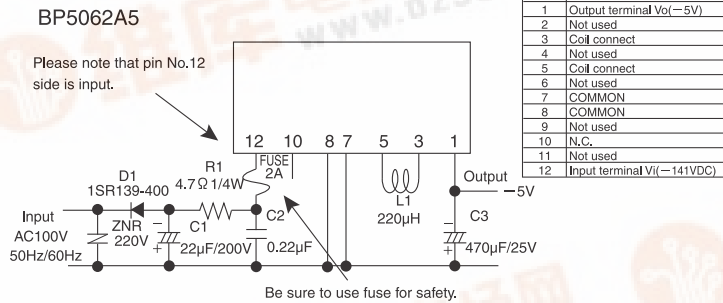 BP5062A5
Please note that pin No.12
side is input.
12 10 8 7 5 3 1
FUSE
2A
R1
4.7Ω 1/4W
D1
1SR139-400
L1
220μH
Output
−5V
Input
AC100V
50Hz/60Hz
ZNR
220V
C1
22μF/200V
C2
0.22μF
C3
470μF/25V
− +
− +
Be sure to use fuse for safety.
1 Output terminal Vo(−5V)
2 Not used
3 Coil connect
4 Not used
5 Coil connect
6 Not used
7 COMMON
8 COMMON
9 Not used
10 N.C.
11 Not used
12 Input terminal Vi(−141VDC)